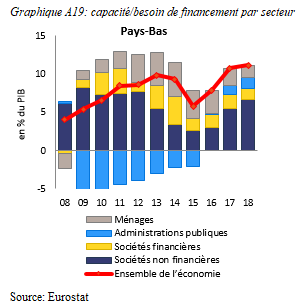 Graphique A19: capacité/besoin de financement par secteur
Pays-Bas
en % du PIB
15
10
5
0
-5
08 09 10 11 12 13 14 15 16 17 18
Ménages
Administrations publiques
Sociétés financières
Sociétés non financières
Ensemble de l'économie
Source: Eurostat